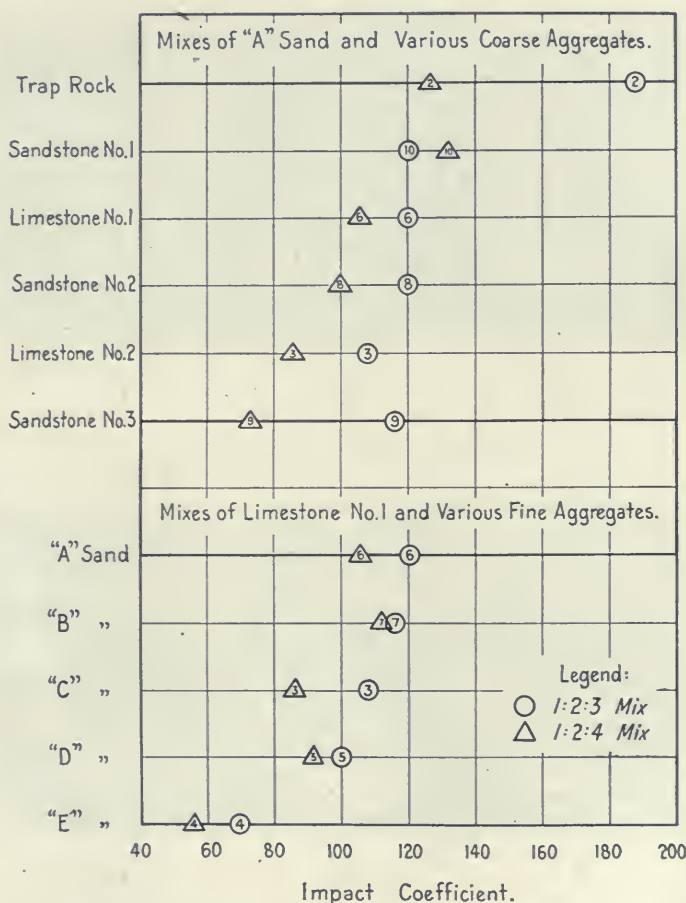 Mixes of "A" Sand and Various Coarse Aggregates.
Trap Rock 2 2
Sandstone No.1 10 10
Limestone No.1 6 6
Sandstone No.2 8 8
Limestone No.2 3 3
Sandstone No.3 9 9
Mixes of Limestone No.1 and Various Fine Aggregates.
"A" Sand 6 6
"B" „ 7 7
"C" „ 3 3
"D" „ 5 5
"E" „ 4 4
Legend:
1:2:3 Mix
1:2:4 Mix
40 60 80 100 120 140 160 180 200
Impact Coefficient.